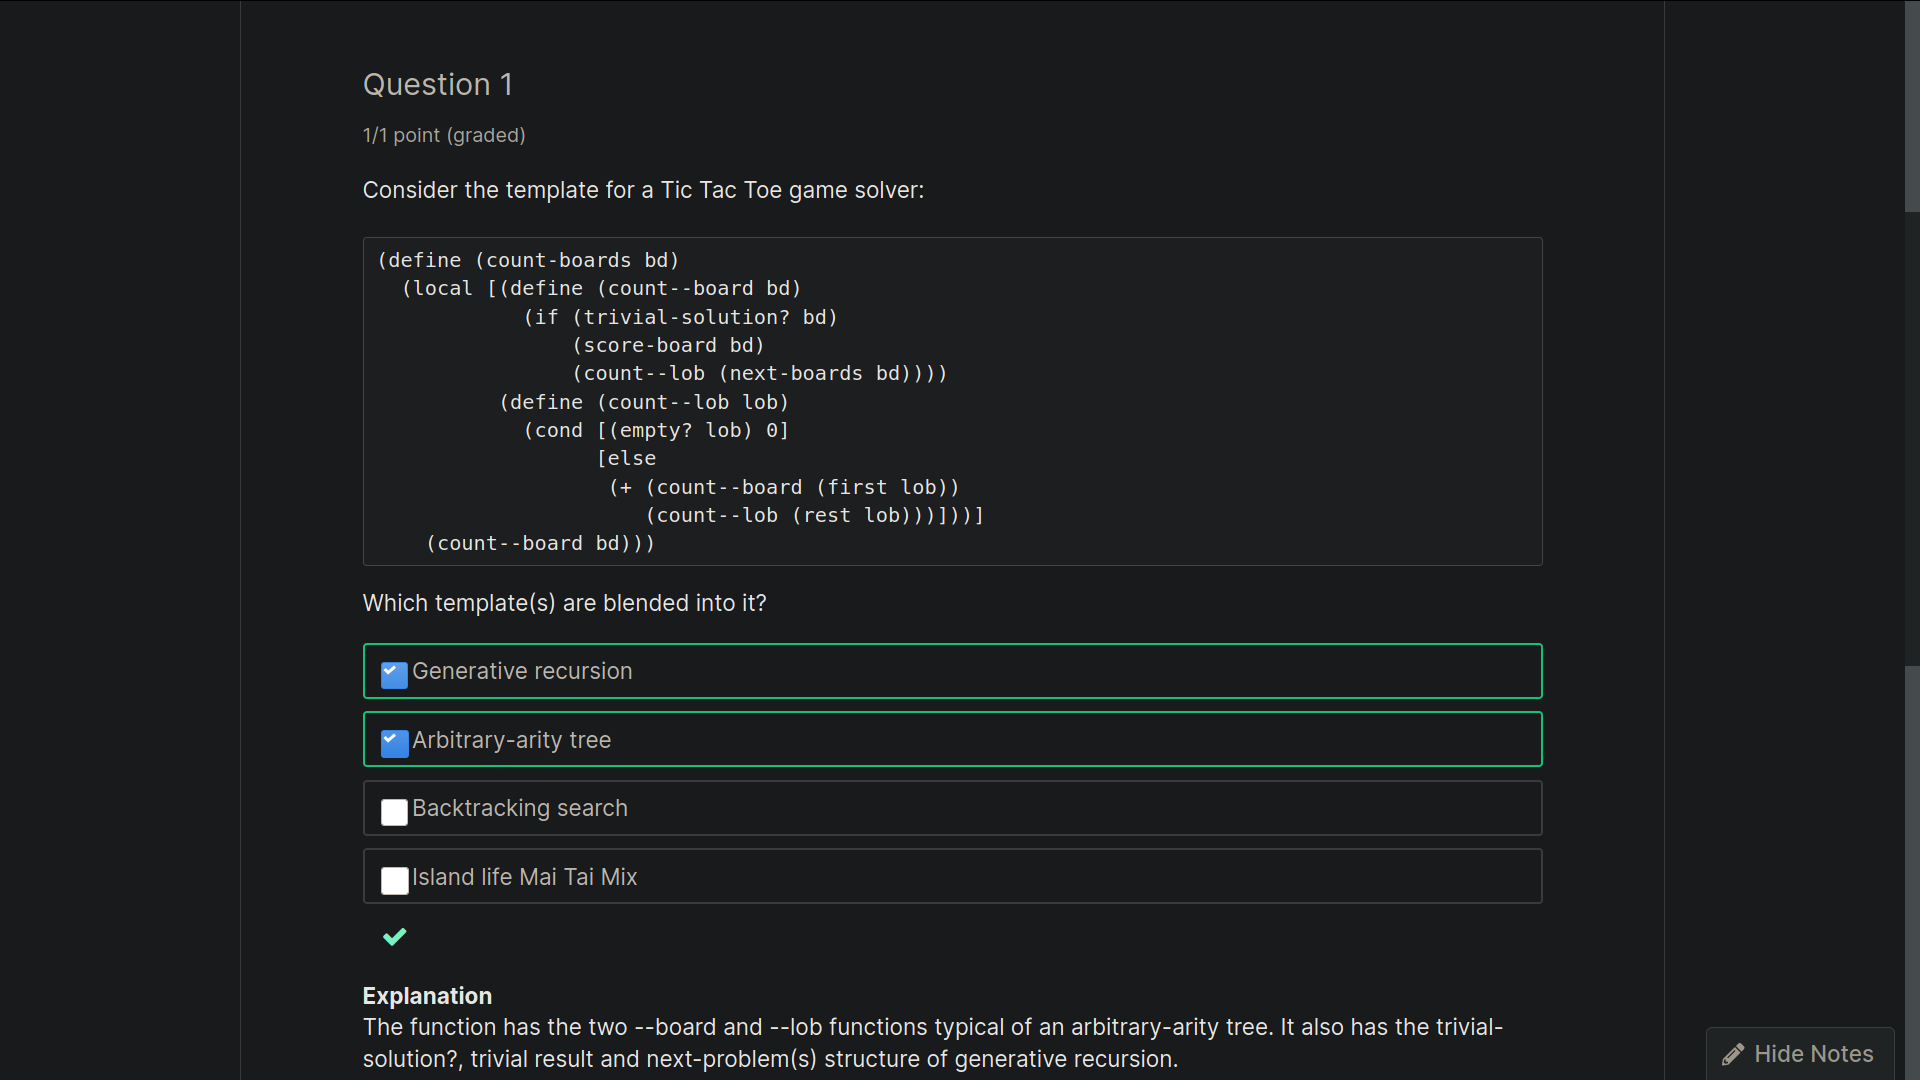 Question 1
1/1 point (graded)
Consider the template for a Tic Tac Toe game solver:
(define (count-boards bd)
  (local [(define (count--board bd)
            (if (trivial-solution? bd)
                (score-board bd)
                (count--lob (next-boards bd))))
          (define (count--lob lob)
            (cond [(empty? lob) 0]
                  [else
                   (+ (count--board (first lob))
                      (count--lob (rest lob)))]))]
    (count--board bd)))
Which template(s) are blended into it?
Generative recursion
Arbitrary-arity tree
Backtracking search
Island life Mai Tai Mix
Explanation
The function has the two --board and --lob functions typical of an arbitrary-arity tree. It also has the trivial-
solution?, trivial result and next-problem(s) structure of generative recursion.
Hide Notes